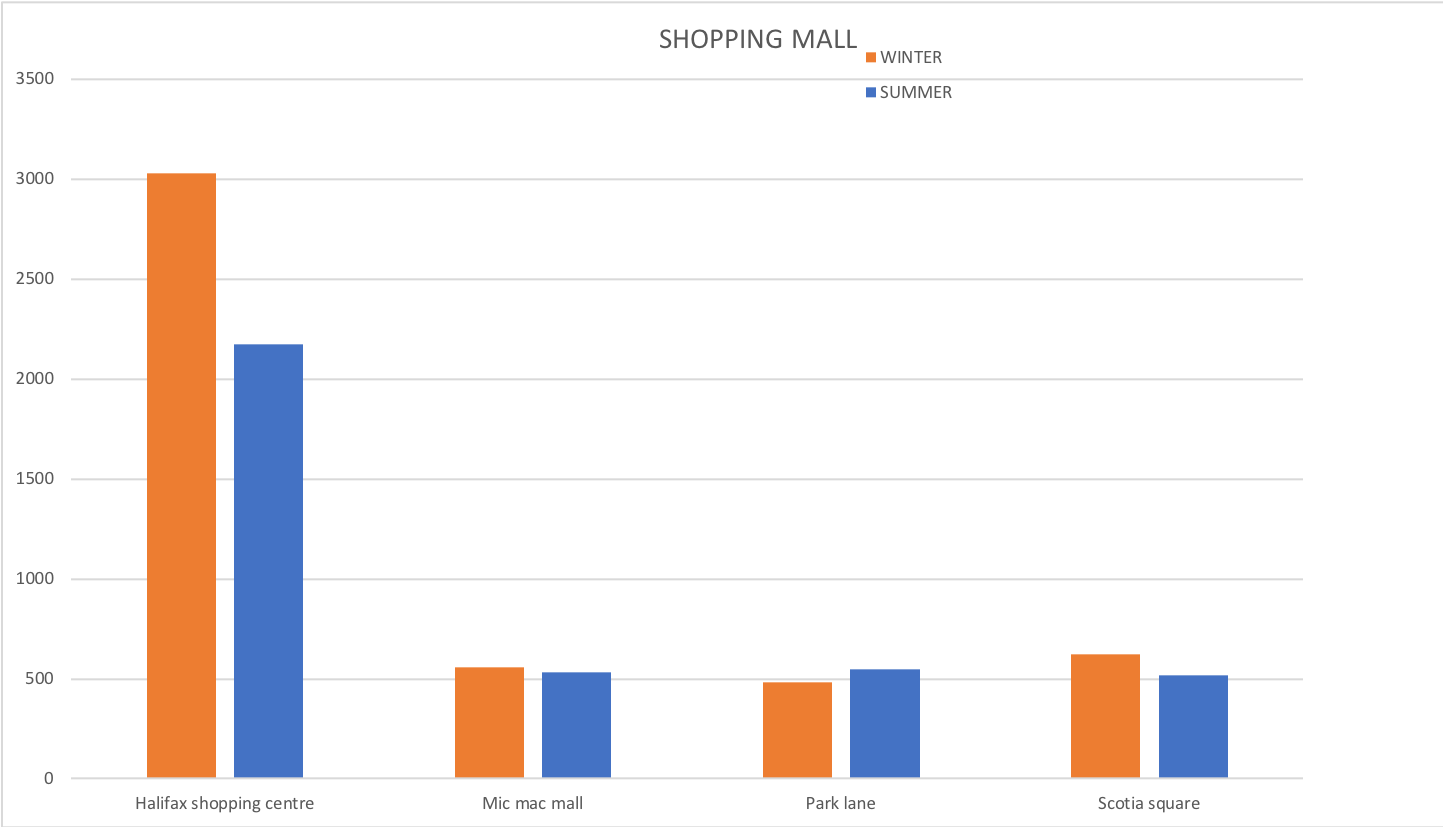 SHOPPING MALL
WINTER
SUMMER
3500
3000
2500
2000
1500
1000
500
0
Halifax shopping centre
Mic mac mall
Park lane
Scotia square